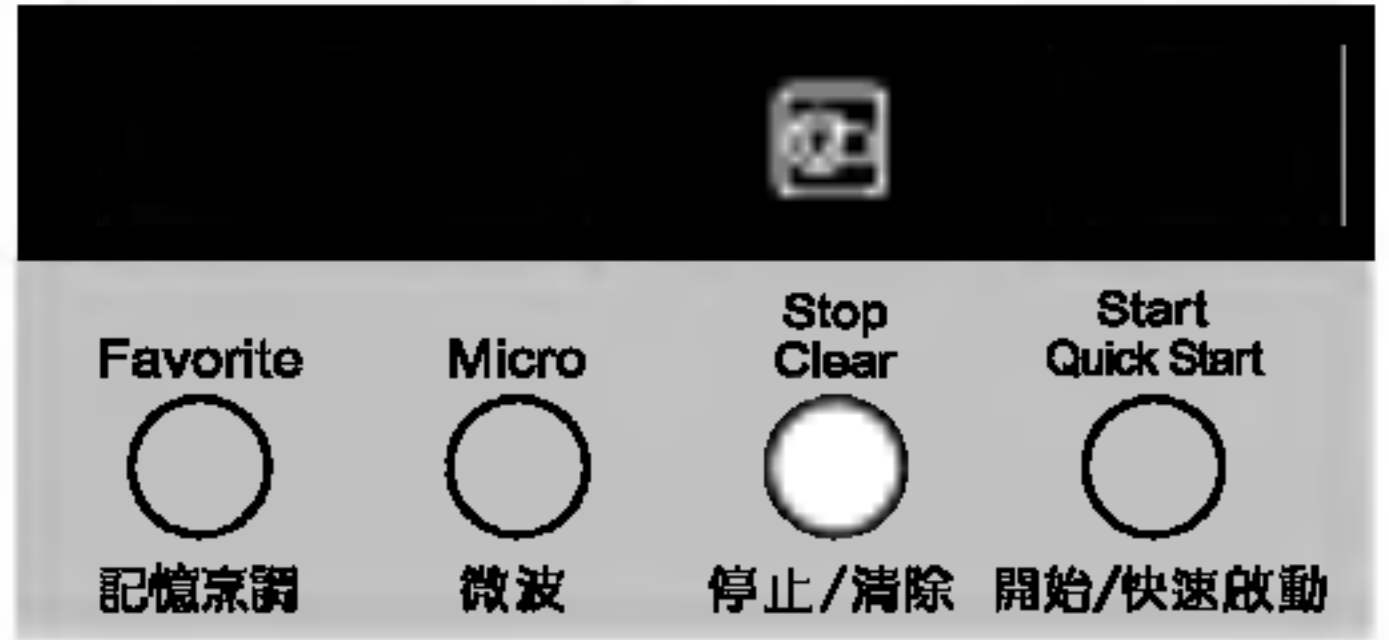 Favorite
Micro
Stop
Clear
Start
Quick Start
記憶烹調
微波
停止/清除
開始/快速啟動